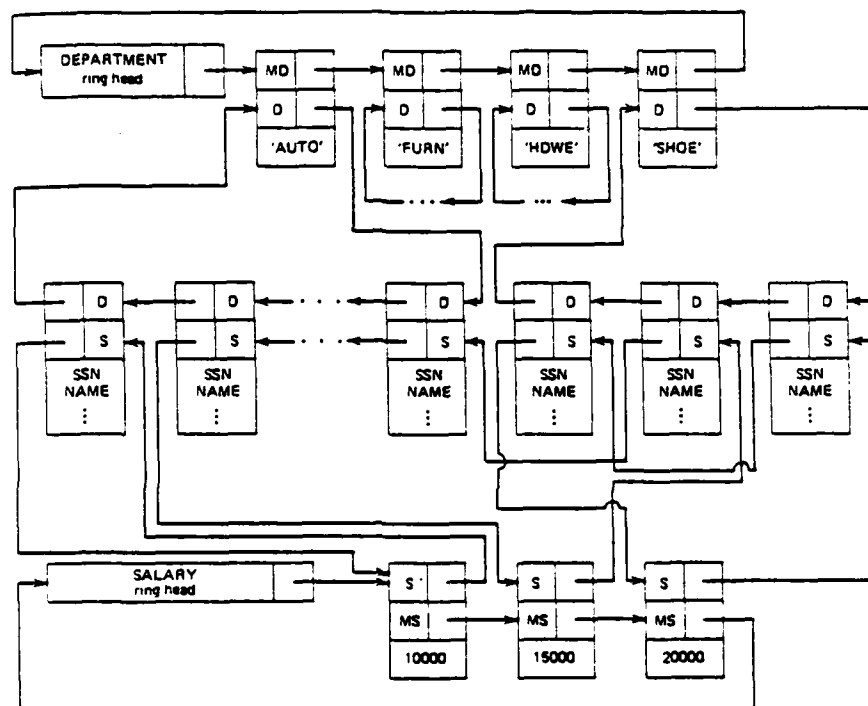 DEPARTMENT
ring head
MD
MD
MD
MD
D
D
D
D
'AUTO'
'FURN'
'HDWE'
'SHOE'
...
...
D
D
...
D
D
D
D
S
S
...
S
S
S
S
SSN
NAME
⋮
SSN
NAME
⋮
SSN
NAME
⋮
SSN
NAME
⋮
SSN
NAME
⋮
SSN
NAME
⋮
SALARY
ring head
S
S
S
MS
MS
MS
10000
15000
20000